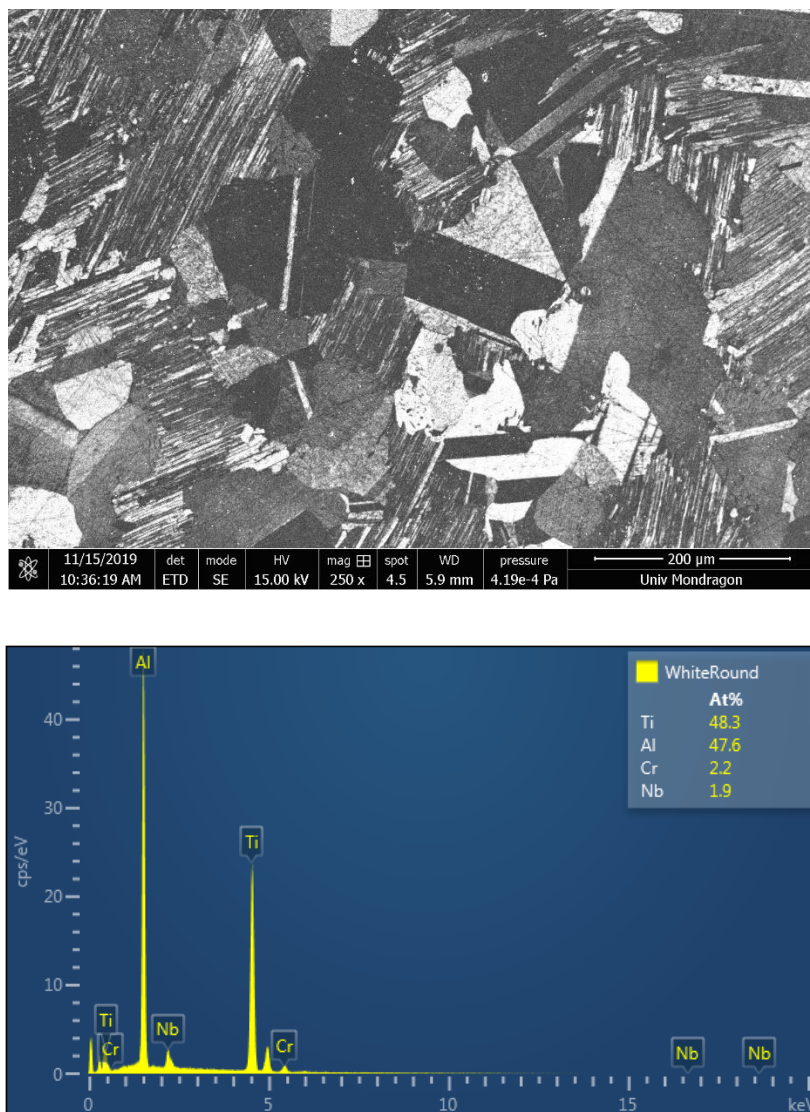 11/15/2019 det mode HV mag spot WD pressure 200 µm
10:36:19 AM ETD SE 15.00 kV 250 x 4.5 5.9 mm 4.19e-4 Pa Univ Mondragon
WhiteRound
At%
Ti 48.3
Al 47.6
Cr 2.2
Nb 1.9
Al
Ti
Ti
Cr
Nb
Cr
Nb
Nb
cps/eV
40
30
20
10
0
0 5 10 15 keV